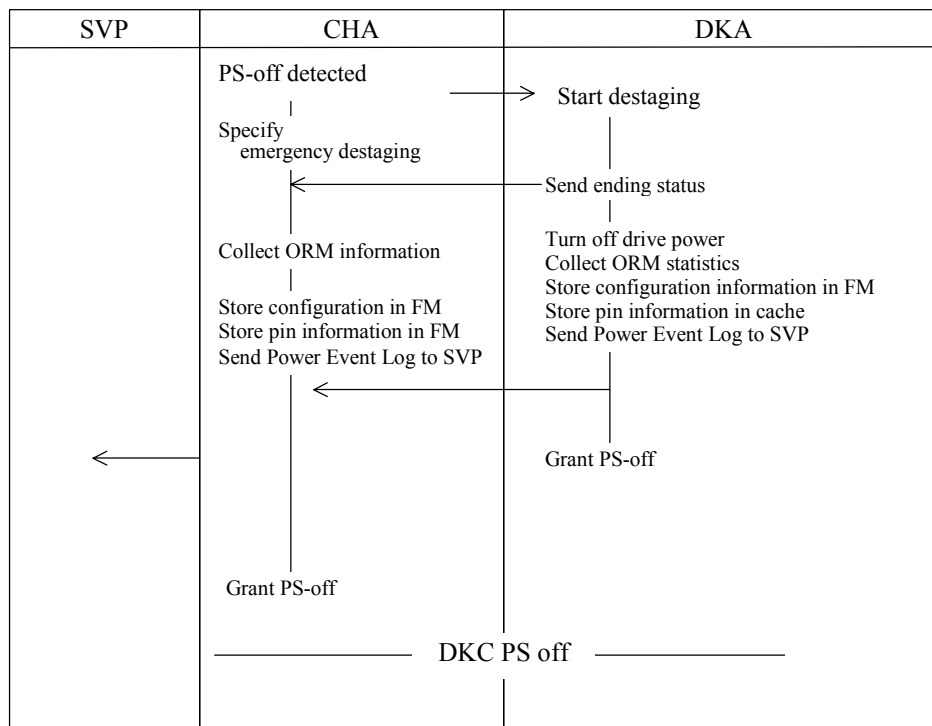 SVP
CHA
DKA
PS-off detected
Start destaging
Specify
emergency destaging
Send ending status
Collect ORM information
Turn off drive power
Collect ORM statistics
Store configuration information in FM
Store pin information in cache
Send Power Event Log to SVP
Store configuration in FM
Store pin information in FM
Send Power Event Log to SVP
Grant PS-off
Grant PS-off
DKC PS off